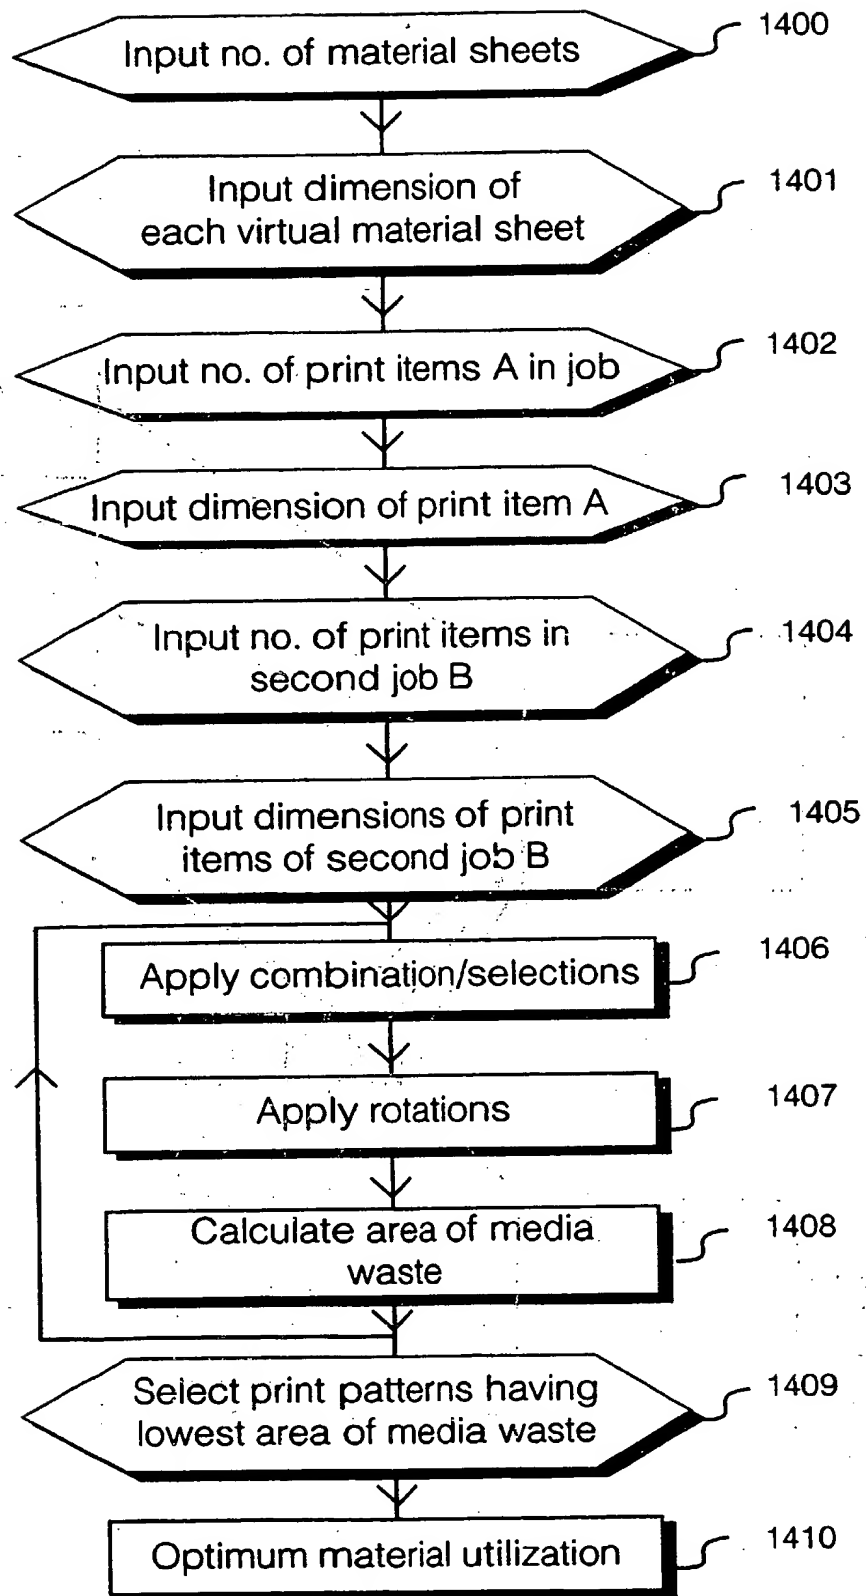 Input no. of material sheets
1400
Input dimension of
each virtual material sheet
1401
Input no. of print items A in job
1402
Input dimension of print item A
1403
Input no. of print items in
second job B
1404
Input dimensions of print
items of second job B
1405
Apply combination/selections
1406
Apply rotations
1407
Calculate area of media
waste
1408
Select print patterns having
lowest area of media waste
1409
Optimum material utilization
1410